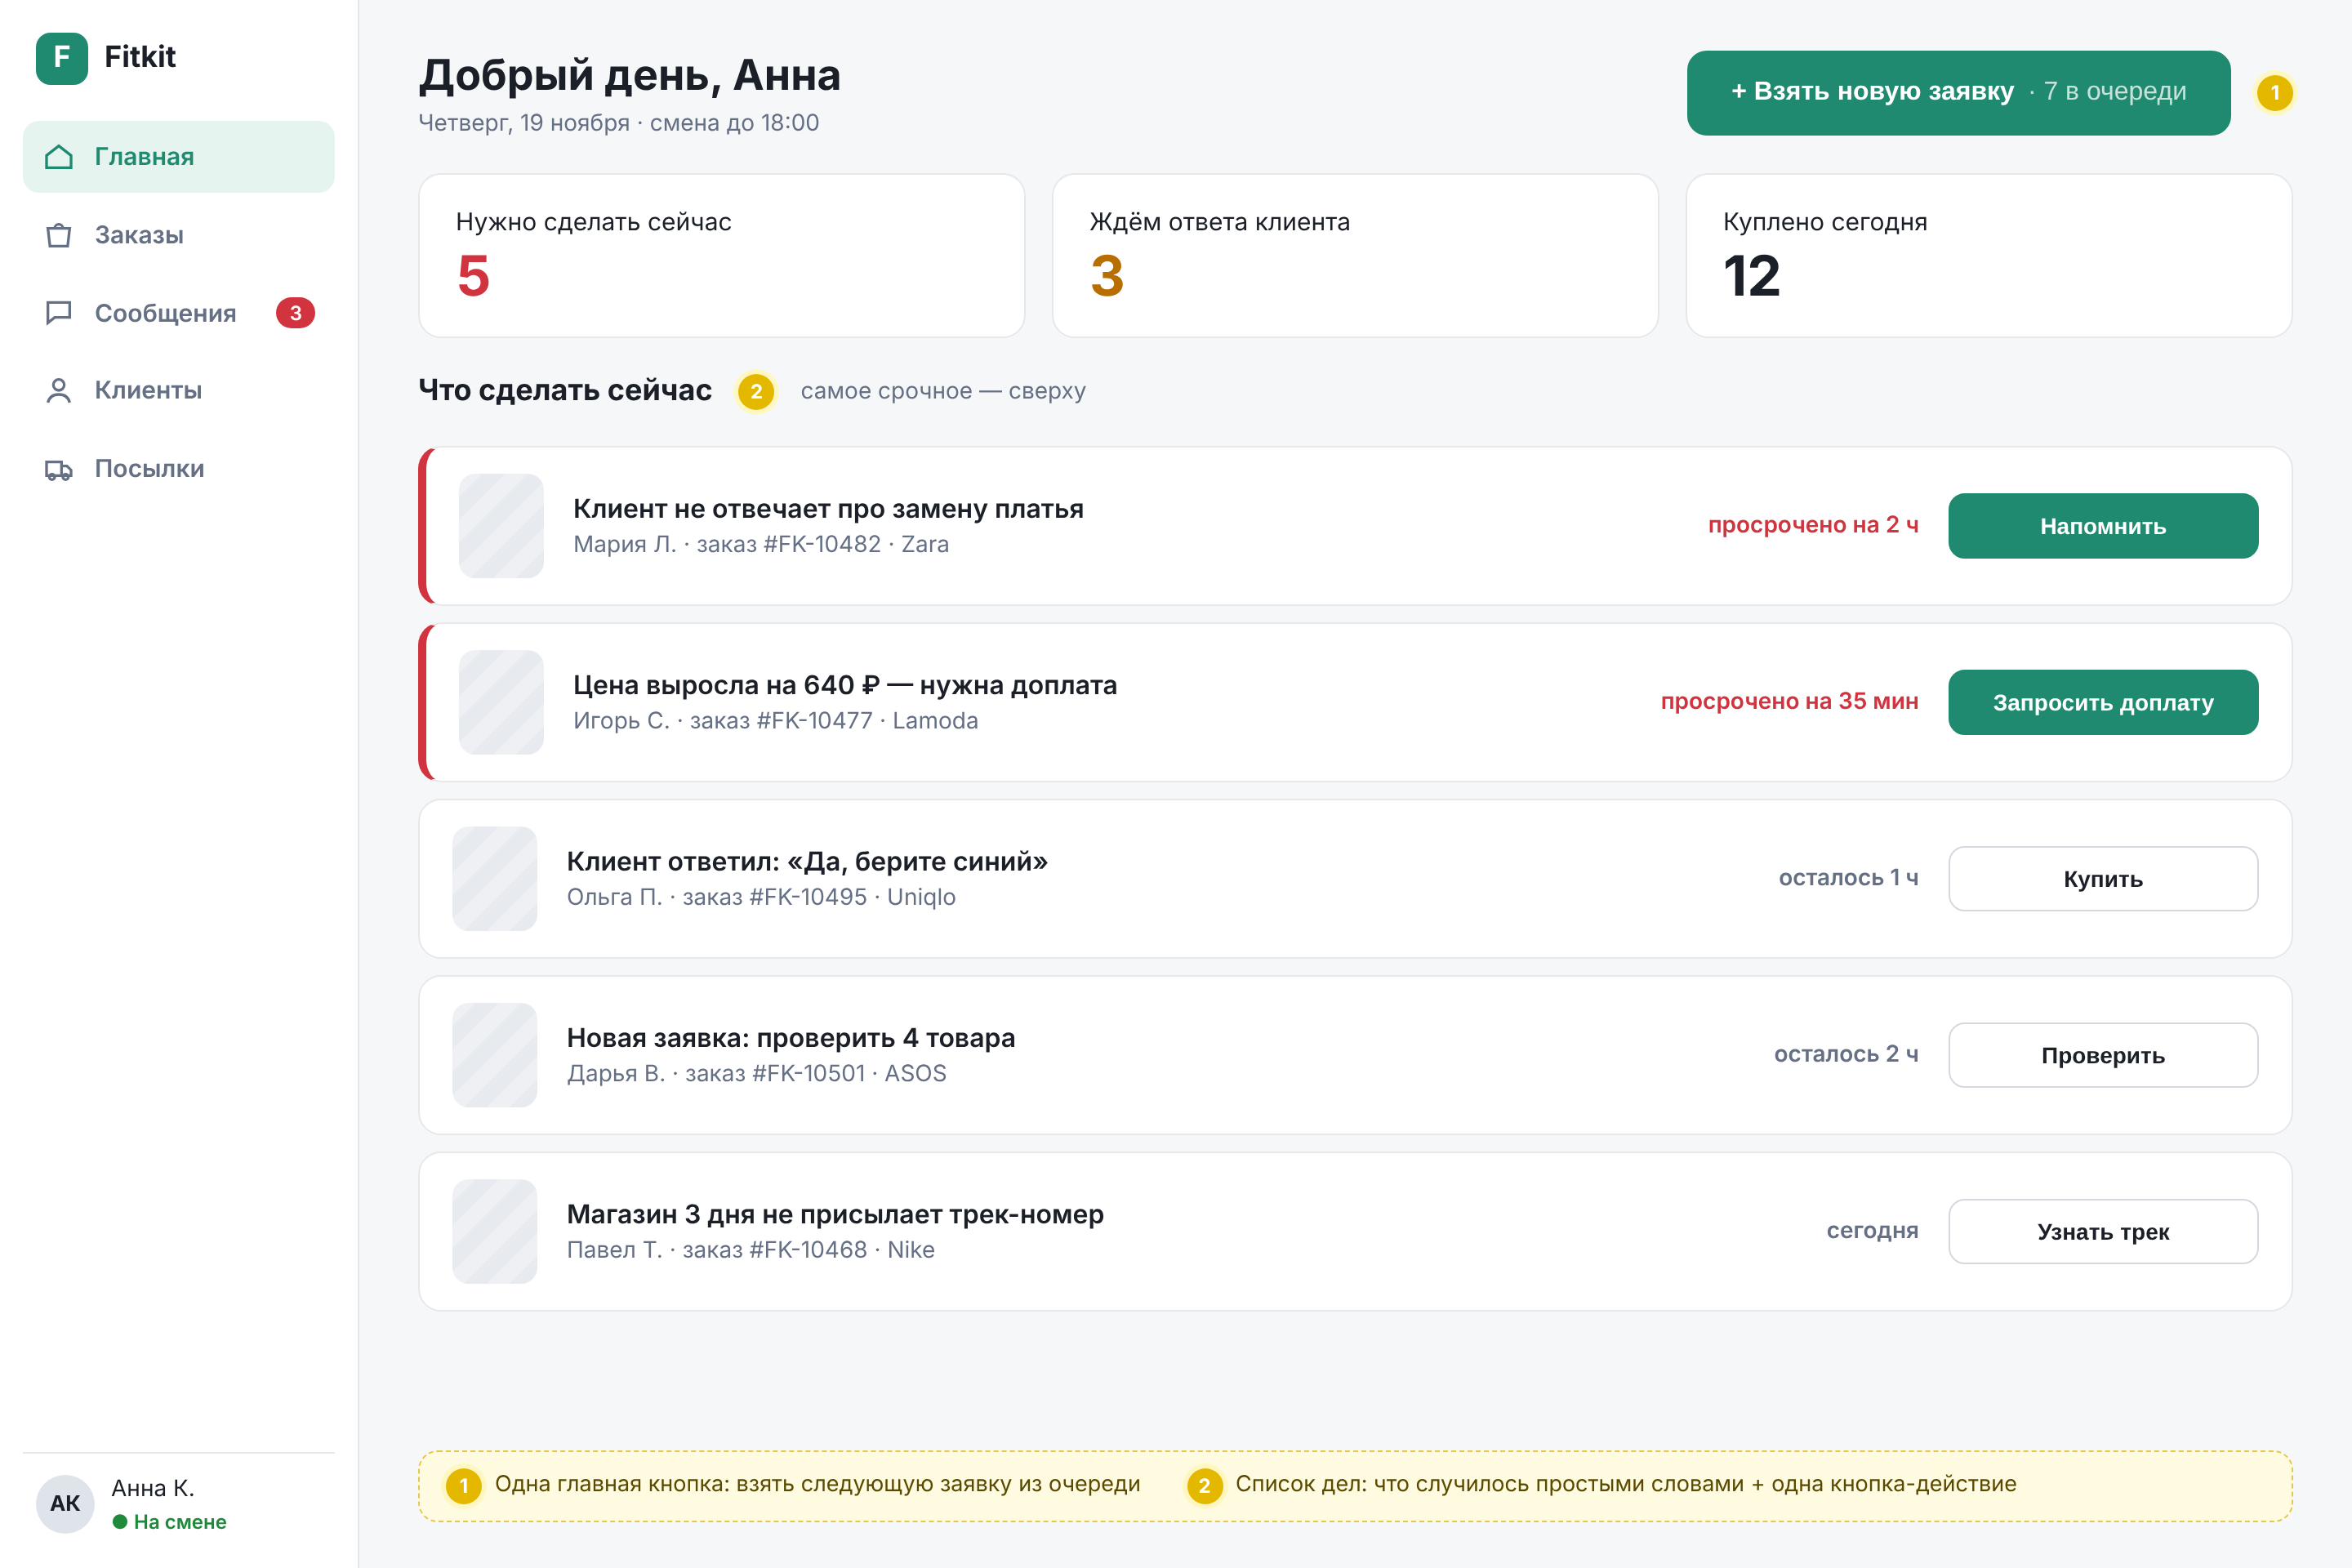 F Fitkit
Главная
Заказы
Сообщения 3
Клиенты
Посылки
АК
Анна К.
На смене
Добрый день, Анна
Четверг, 19 ноября · смена до 18:00
+ Взять новую заявку · 7 в очереди 1
Нужно сделать сейчас
5
Ждём ответа клиента
3
Куплено сегодня
12
Что сделать сейчас 2 самое срочное — сверху
Клиент не отвечает про замену платья
Мария Л. · заказ #FK-10482 · Zara
просрочено на 2 ч
Напомнить
Цена выросла на 640 ₽ — нужна доплата
Игорь С. · заказ #FK-10477 · Lamoda
просрочено на 35 мин
Запросить доплату
Клиент ответил: «Да, берите синий»
Ольга П. · заказ #FK-10495 · Uniqlo
осталось 1 ч
Купить
Новая заявка: проверить 4 товара
Дарья В. · заказ #FK-10501 · ASOS
осталось 2 ч
Проверить
Магазин 3 дня не присылает трек-номер
Павел Т. · заказ #FK-10468 · Nike
сегодня
Узнать трек
1 Одна главная кнопка: взять следующую заявку из очереди
2 Список дел: что случилось простыми словами + одна кнопка-действие